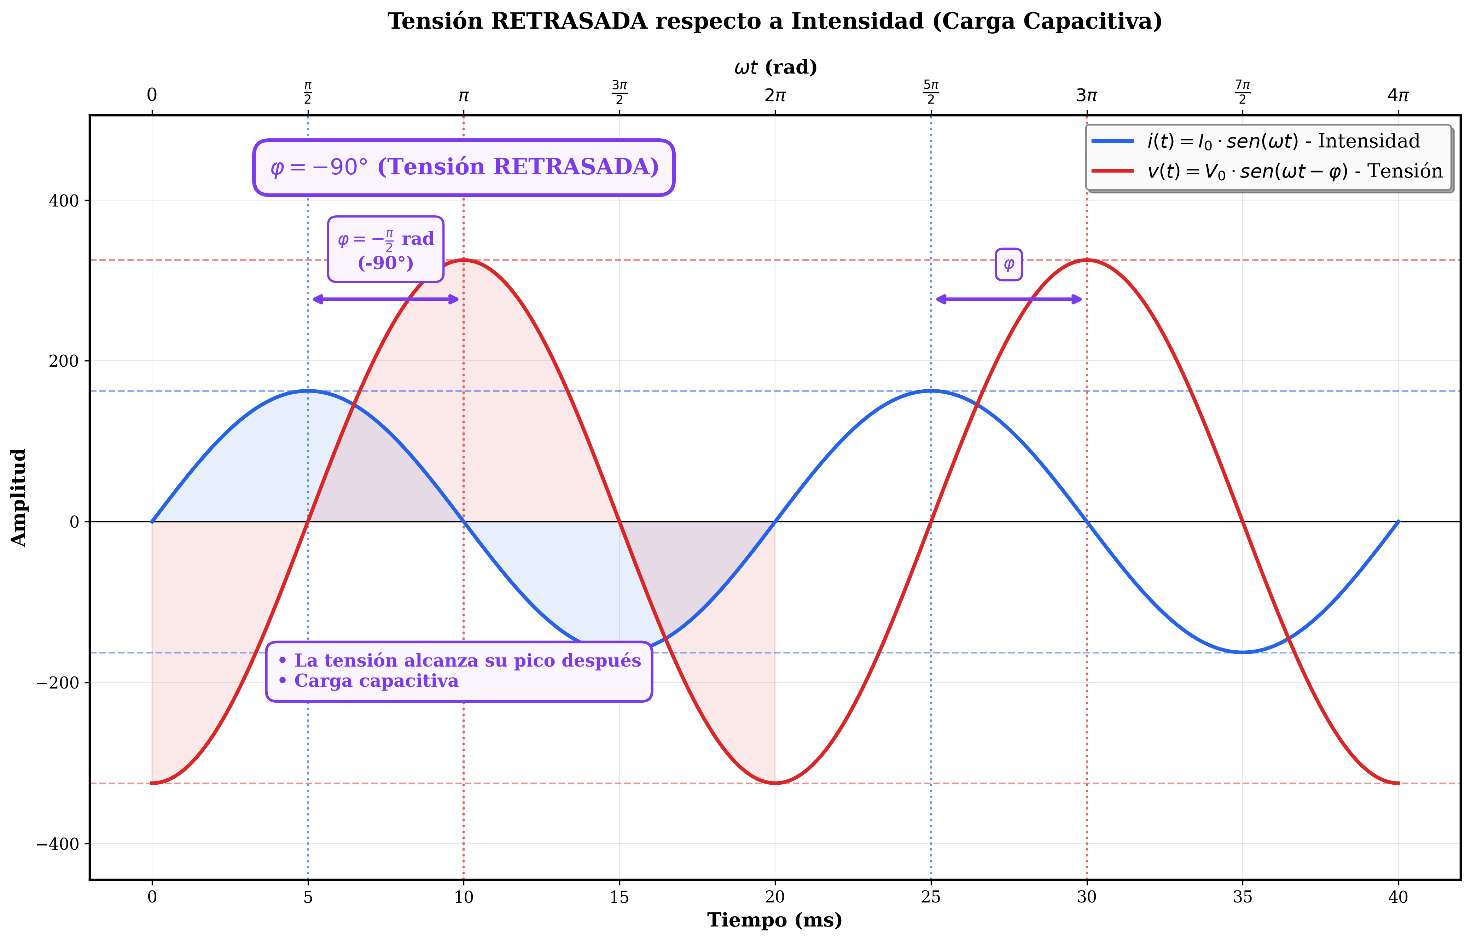 Tensión RETRASADA respecto a Intensidad (Carga Capacitiva)
ωt (rad)
0 π/2 π 3π/2 2π 5π/2 3π 7π/2 4π
φ = −90° (Tensión RETRASADA)
i(t) = I₀ · sen(ωt) - Intensidad
v(t) = V₀ · sen(ωt − φ) - Tensión
φ = −π/2 rad
(-90°)
φ
400
200
0
−200
−400
Amplitud
• La tensión alcanza su pico después
• Carga capacitiva
0 5 10 15 20 25 30 35 40
Tiempo (ms)